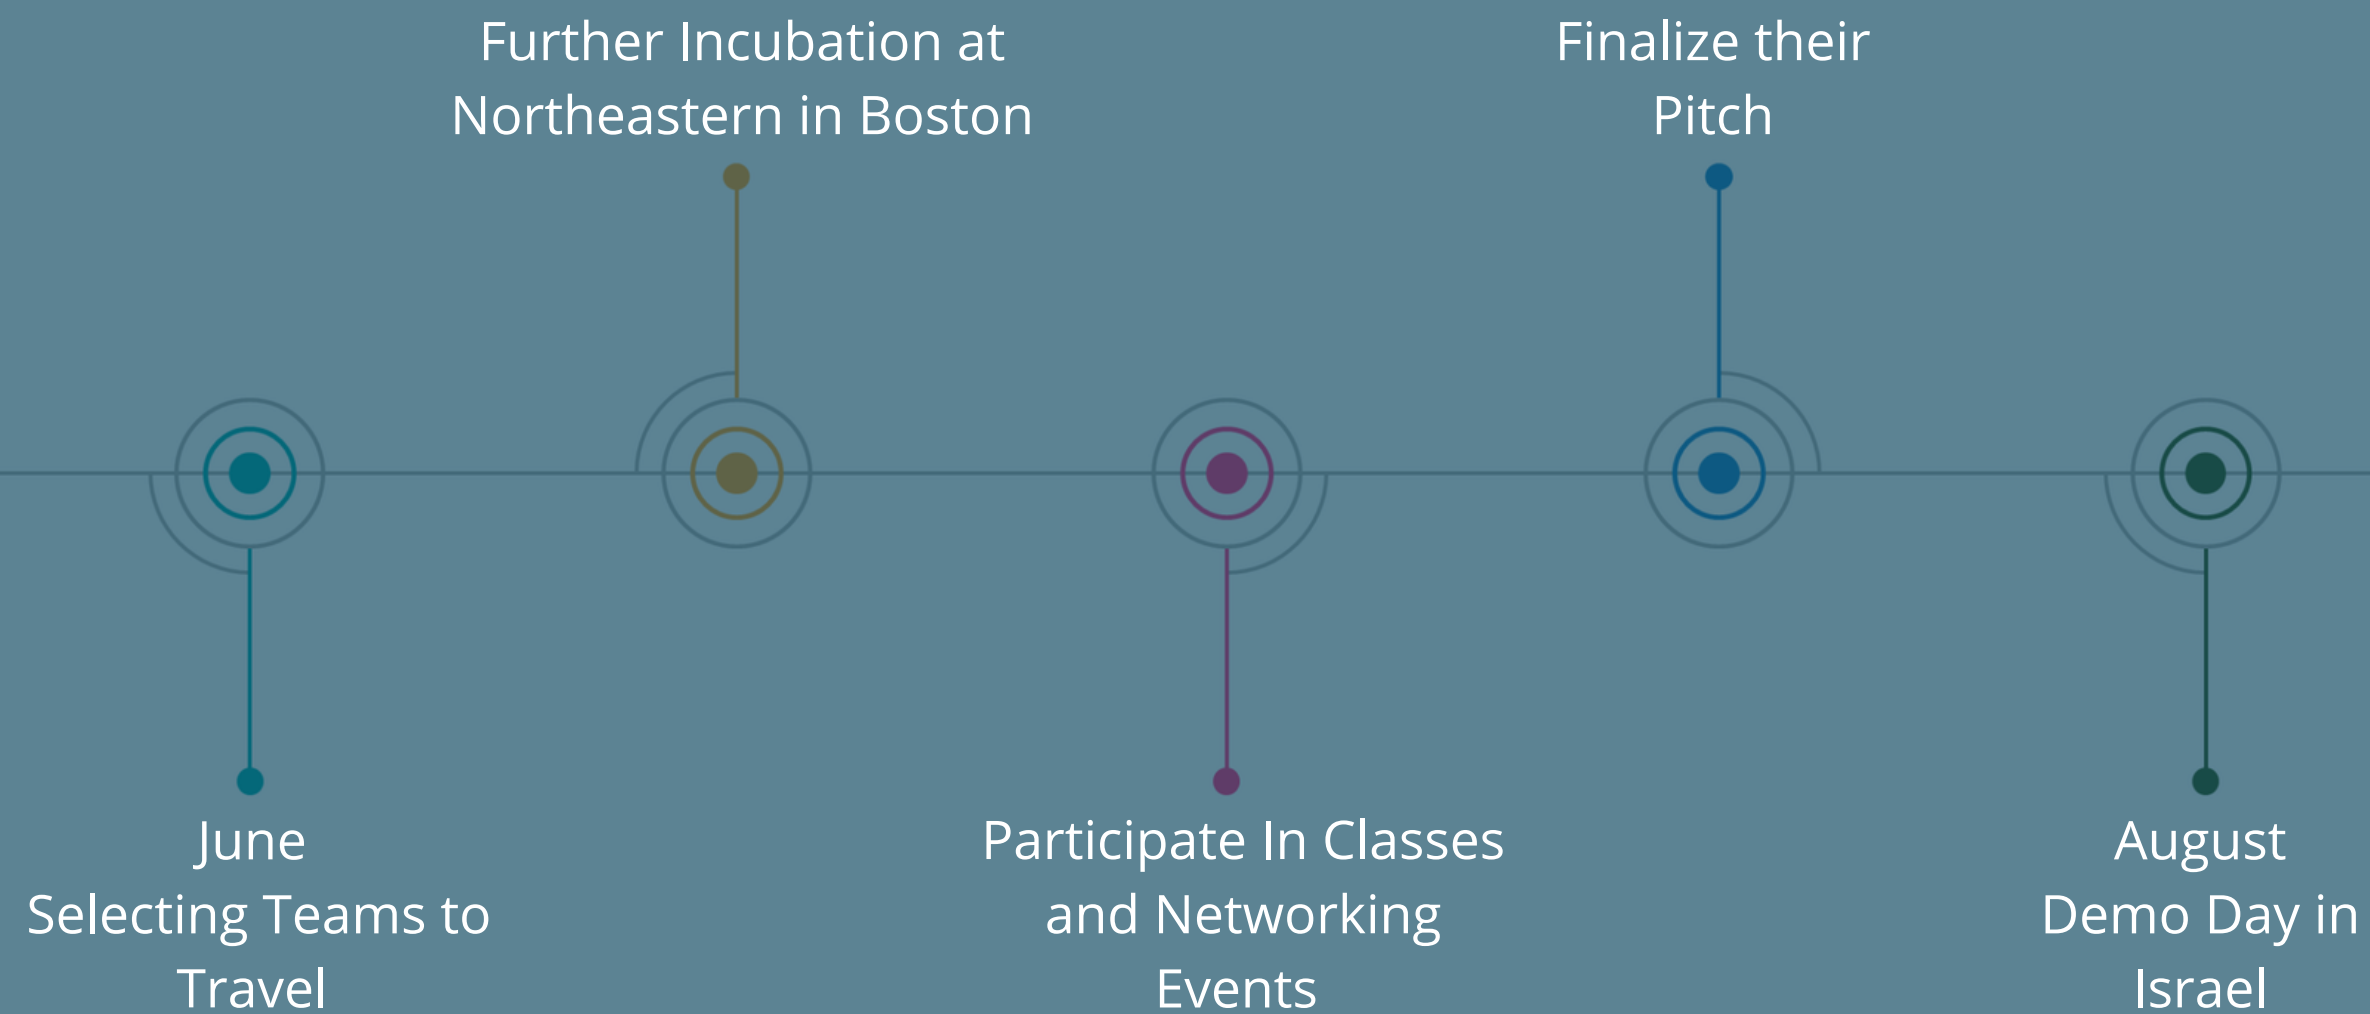 June
Selecting Teams to
Travel
Further Incubation at
Northeastern in Boston
Participate In Classes
and Networking
Events
Finalize their
Pitch
August
Demo Day in
Israel